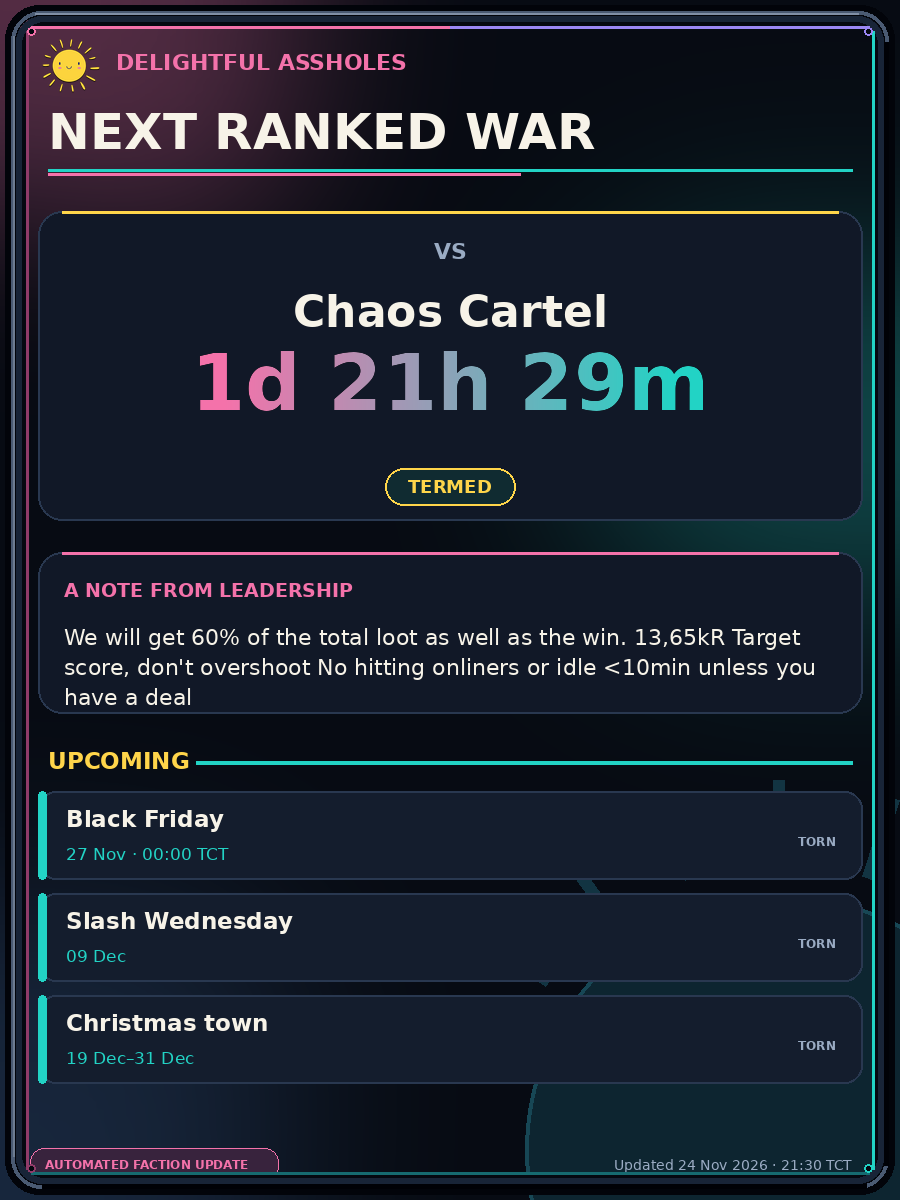 DELIGHTFUL ASSHOLES
NEXT RANKED WAR
VS
Chaos Cartel
1d 21h 29m
TERMED
A NOTE FROM LEADERSHIP
We will get 60% of the total loot as well as the win. 13,65kR Target
score, don't overshoot No hitting onliners or idle <10min unless you
have a deal
UPCOMING
Black Friday
27 Nov · 00:00 TCT
TORN
Slash Wednesday
09 Dec
TORN
Christmas town
19 Dec–31 Dec
TORN
AUTOMATED FACTION UPDATE
Updated 24 Nov 2026 · 21:30 TCT